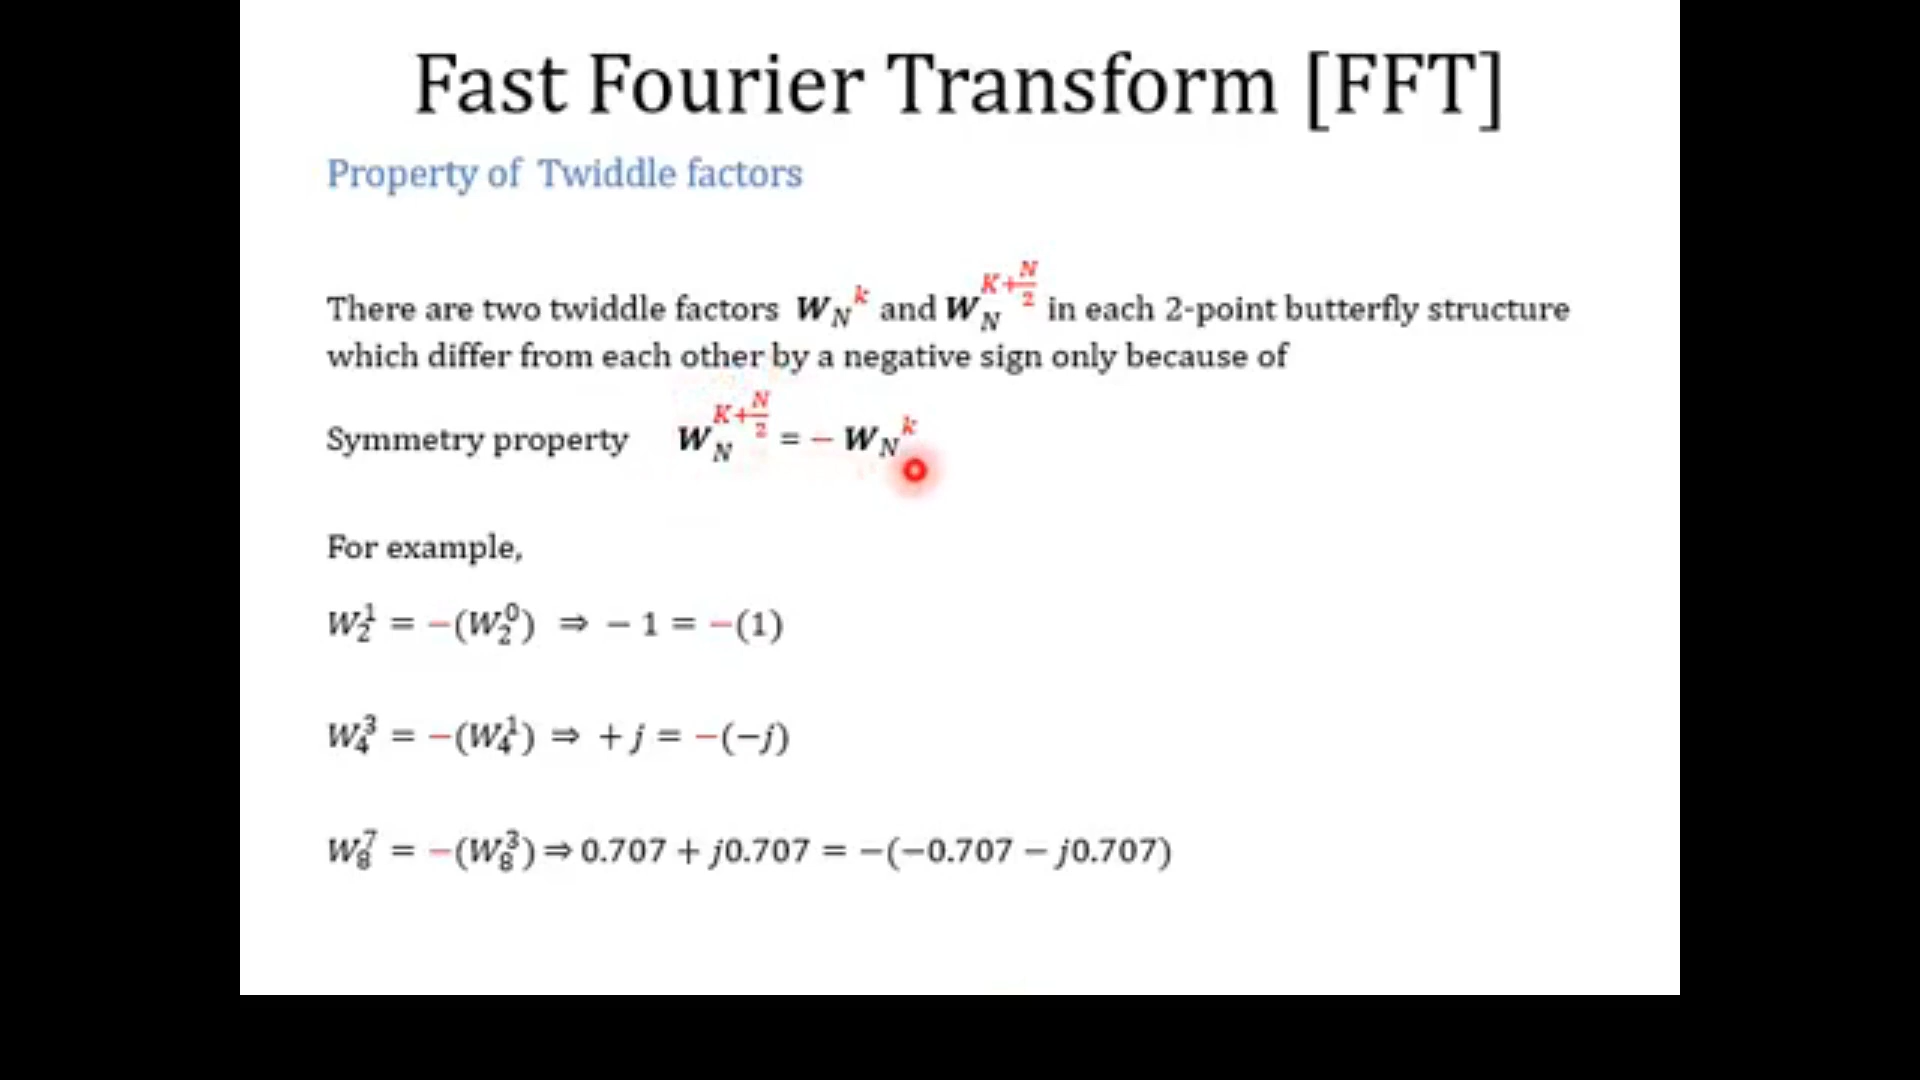 Fast Fourier Transform [FFT]
Property of Twiddle factors
There are two twiddle factors W_N^k and W_N^{K+N/2} in each 2-point butterfly structure
which differ from each other by a negative sign only because of
Symmetry property W_N^{K+N/2} = − W_N^k
For example,
W_2^1 = −(W_2^0) ⇒ − 1 = −(1)
W_4^3 = −(W_4^1) ⇒ + j = −(−j)
W_8^7 = −(W_8^3) ⇒ 0.707 + j0.707 = −(−0.707 − j0.707)